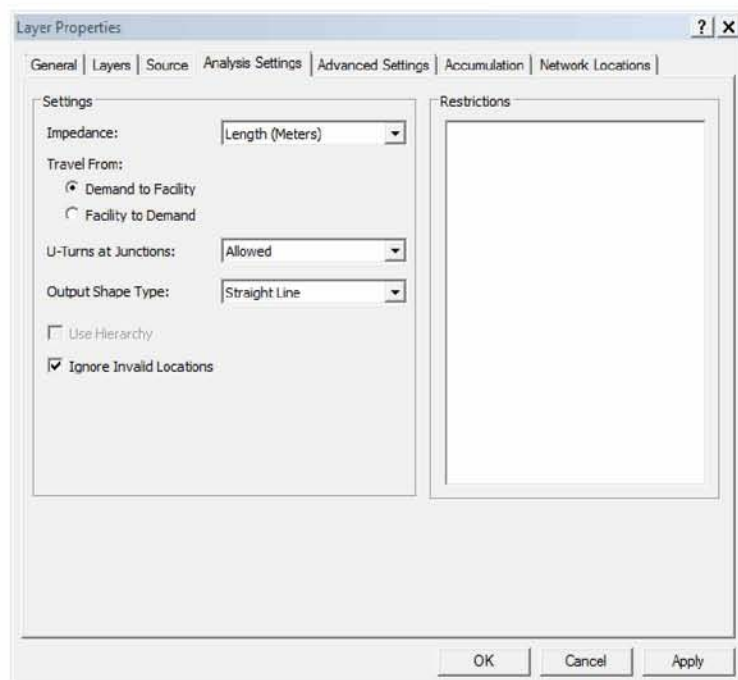 Layer Properties
? X
General Layers Source Analysis Settings Advanced Settings Accumulation Network Locations
Settings
Impedance: Length (Meters)
Travel From:
Demand to Facility
Facility to Demand
U-Turns at Junctions: Allowed
Output Shape Type: Straight Line
Use Hierarchy
Ignore Invalid Locations
Restrictions
OK Cancel Apply